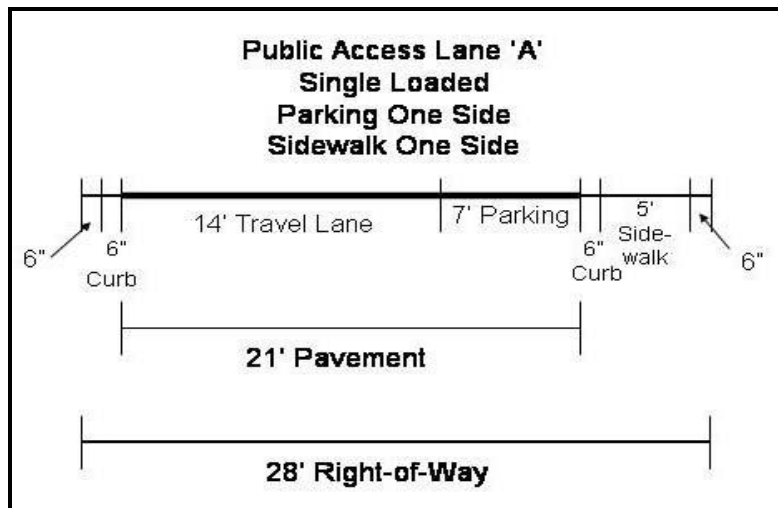 Public Access Lane 'A'
Single Loaded
Parking One Side
Sidewalk One Side
6"
6"
Curb
14' Travel Lane
7' Parking
6"
Curb
5'
Side-
walk
6"
21' Pavement
28' Right-of-Way